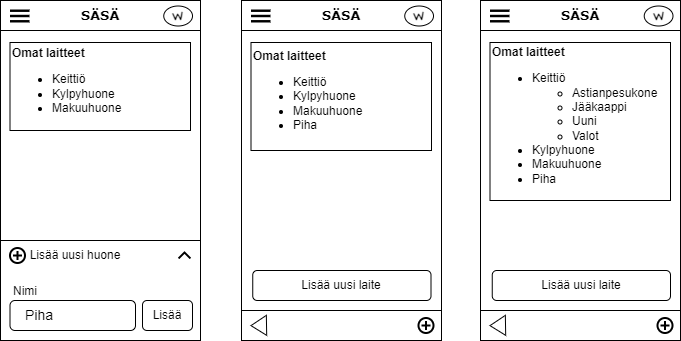 SÄSÄ
W
Omat laitteet
Keittiö
Kylpyhuone
Makuuhuone
Lisää uusi huone
Nimi
Piha
Lisää
SÄSÄ
W
Omat laitteet
Keittiö
Kylpyhuone
Makuuhuone
Piha
Lisää uusi laite
SÄSÄ
W
Omat laitteet
Keittiö
Astianpesukone
Jääkaappi
Uuni
Valot
Kylpyhuone
Makuuhuone
Piha
Lisää uusi laite